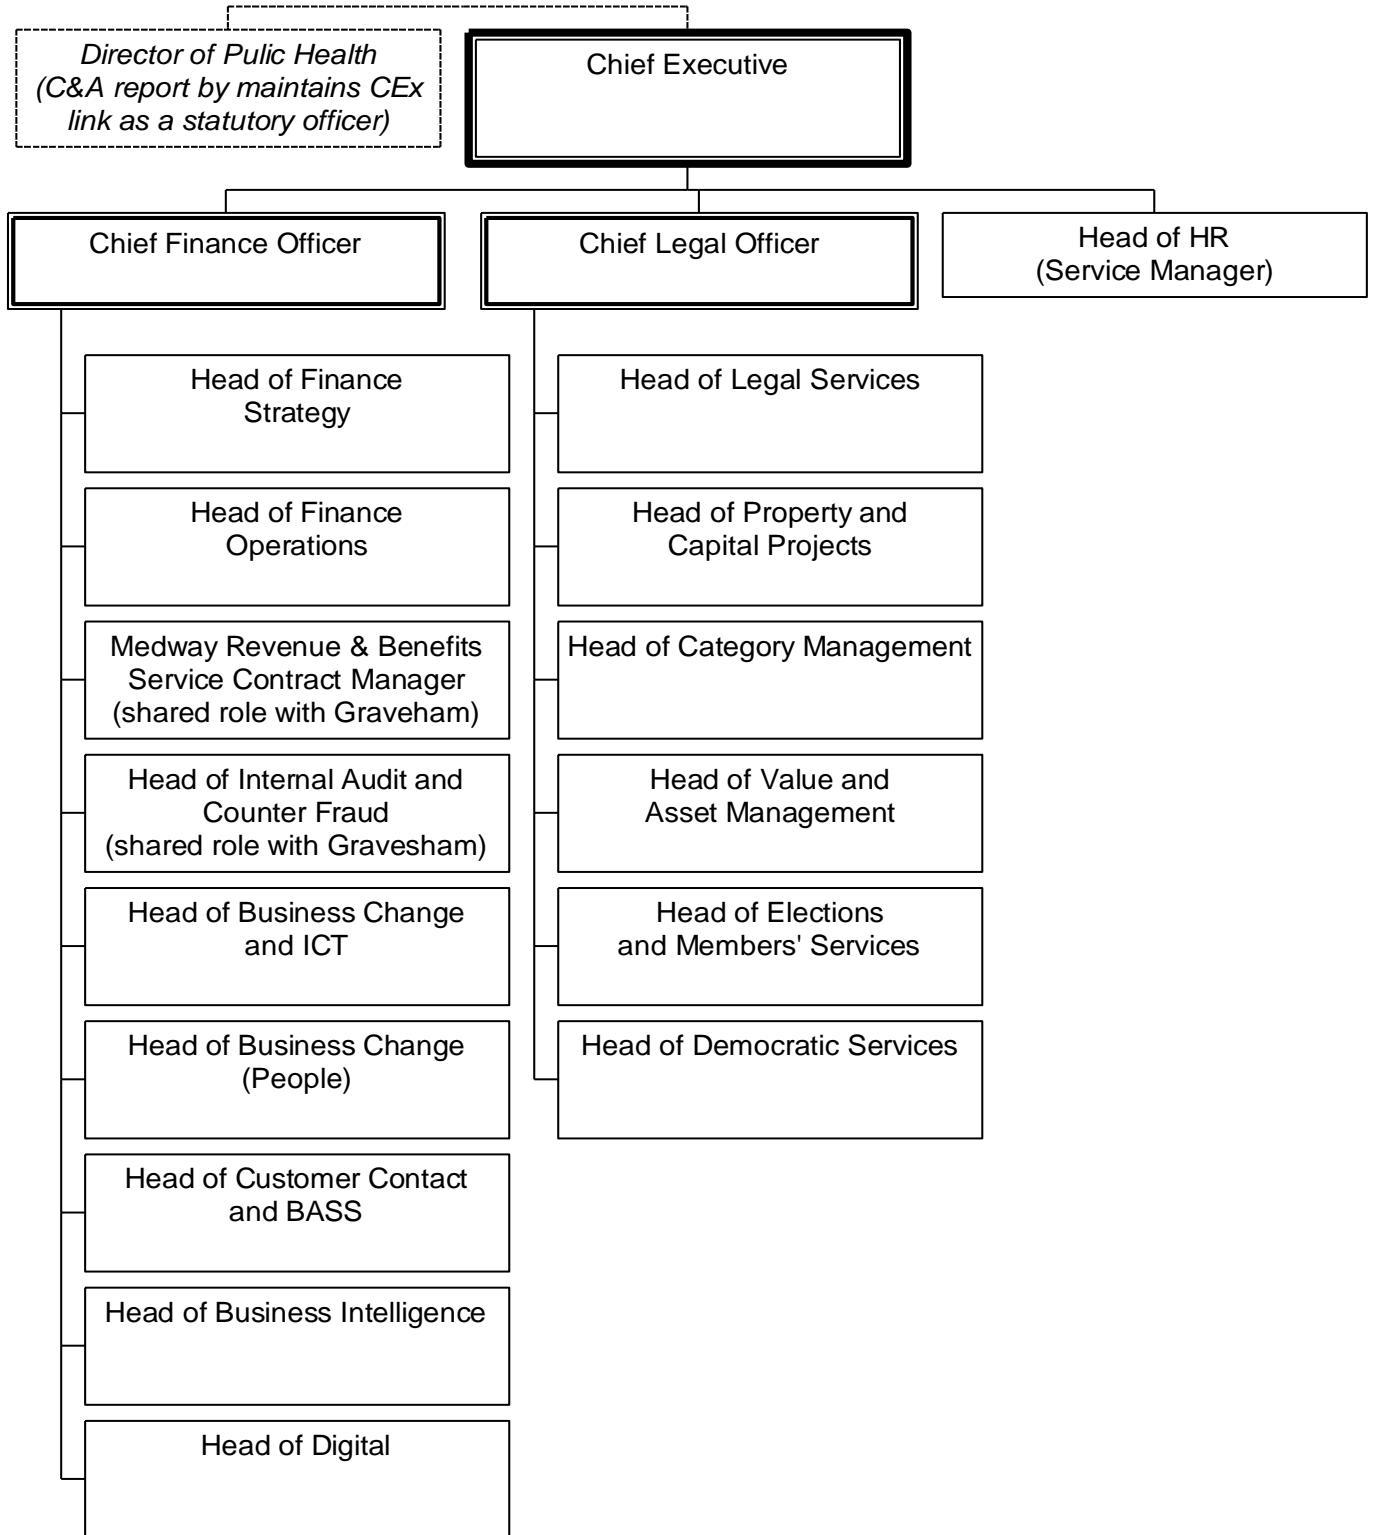 Director of Pulic Health
(C&A report by maintains CEx
link as a statutory officer)
Chief Executive
Chief Finance Officer
Chief Legal Officer
Head of HR
(Service Manager)
Head of Finance
Strategy
Head of Finance
Operations
Medway Revenue & Benefits
Service Contract Manager
(shared role with Graveham)
Head of Internal Audit and
Counter Fraud
(shared role with Gravesham)
Head of Business Change
and ICT
Head of Business Change
(People)
Head of Customer Contact
and BASS
Head of Business Intelligence
Head of Digital
Head of Legal Services
Head of Property and
Capital Projects
Head of Category Management
Head of Value and
Asset Management
Head of Elections
and Members' Services
Head of Democratic Services